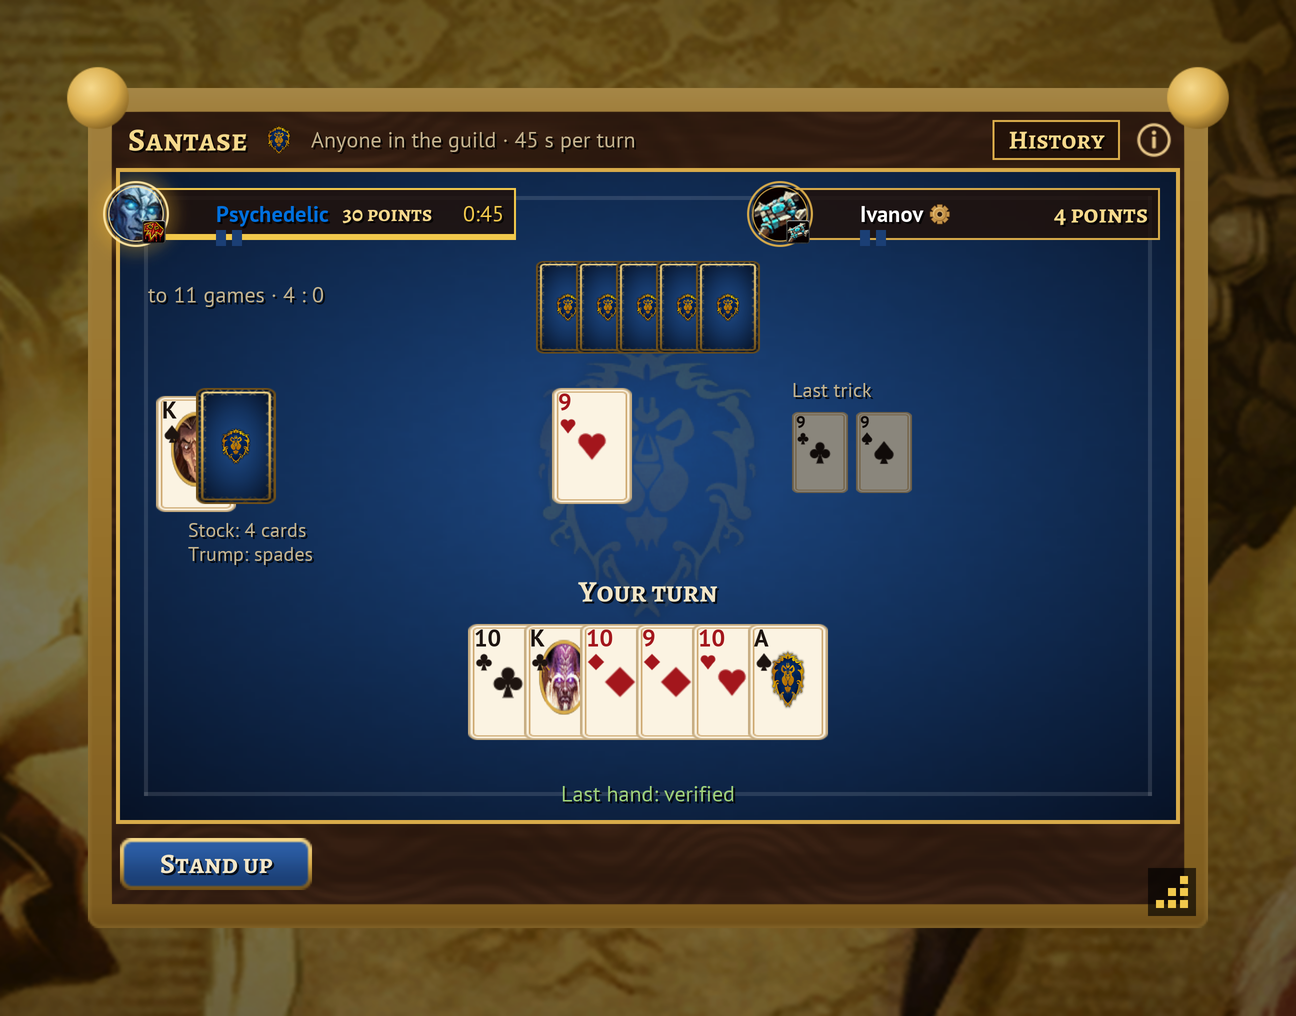 Santase
Anyone in the guild · 45 s per turn
History
Psychedelic 30 points 0:45
Ivanov 4 points
to 11 games · 4 : 0
Last trick
K
9
9
9
Stock: 4 cards
Trump: spades
Your turn
10 K 10 9 10 A
Last hand: verified
Stand up